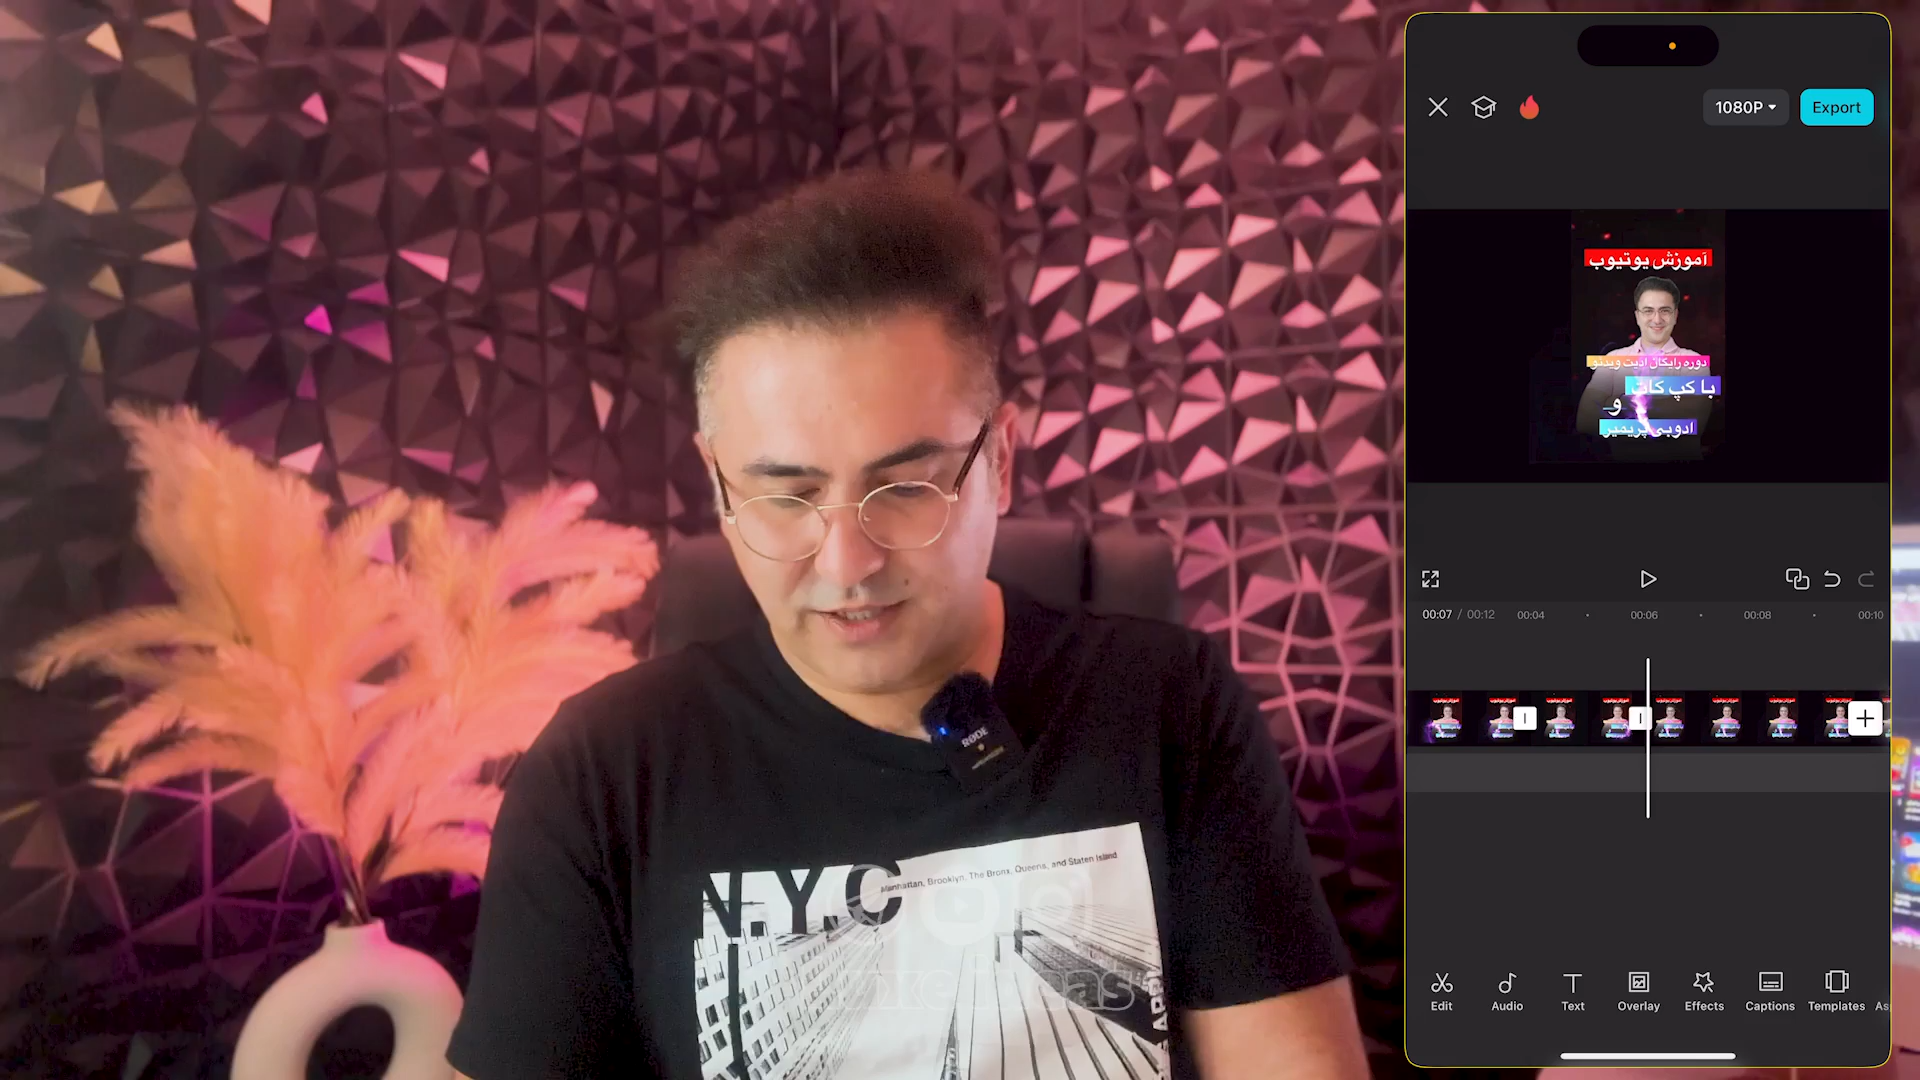 1080P
Export
آموزش یوتیوب
دوره رایگان ادیت ویدئو
با کپ کات
و
ادوبی پریمیر
00:07 / 00:12
00:04
00:06
00:08
00:10
RØDE
N.Y.C
Manhattan, Brooklyn, The Bronx, Queens, and Staten Island
Edit
Audio
Text
Overlay
Effects
Captions
Templates